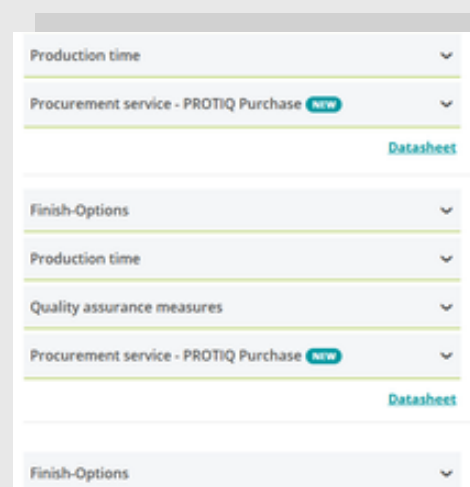 Production time
Procurement service - PROTIQ Purchase NEW
Datasheet
Finish-Options
Production time
Quality assurance measures
Procurement service - PROTIQ Purchase NEW
Datasheet
Finish-Options